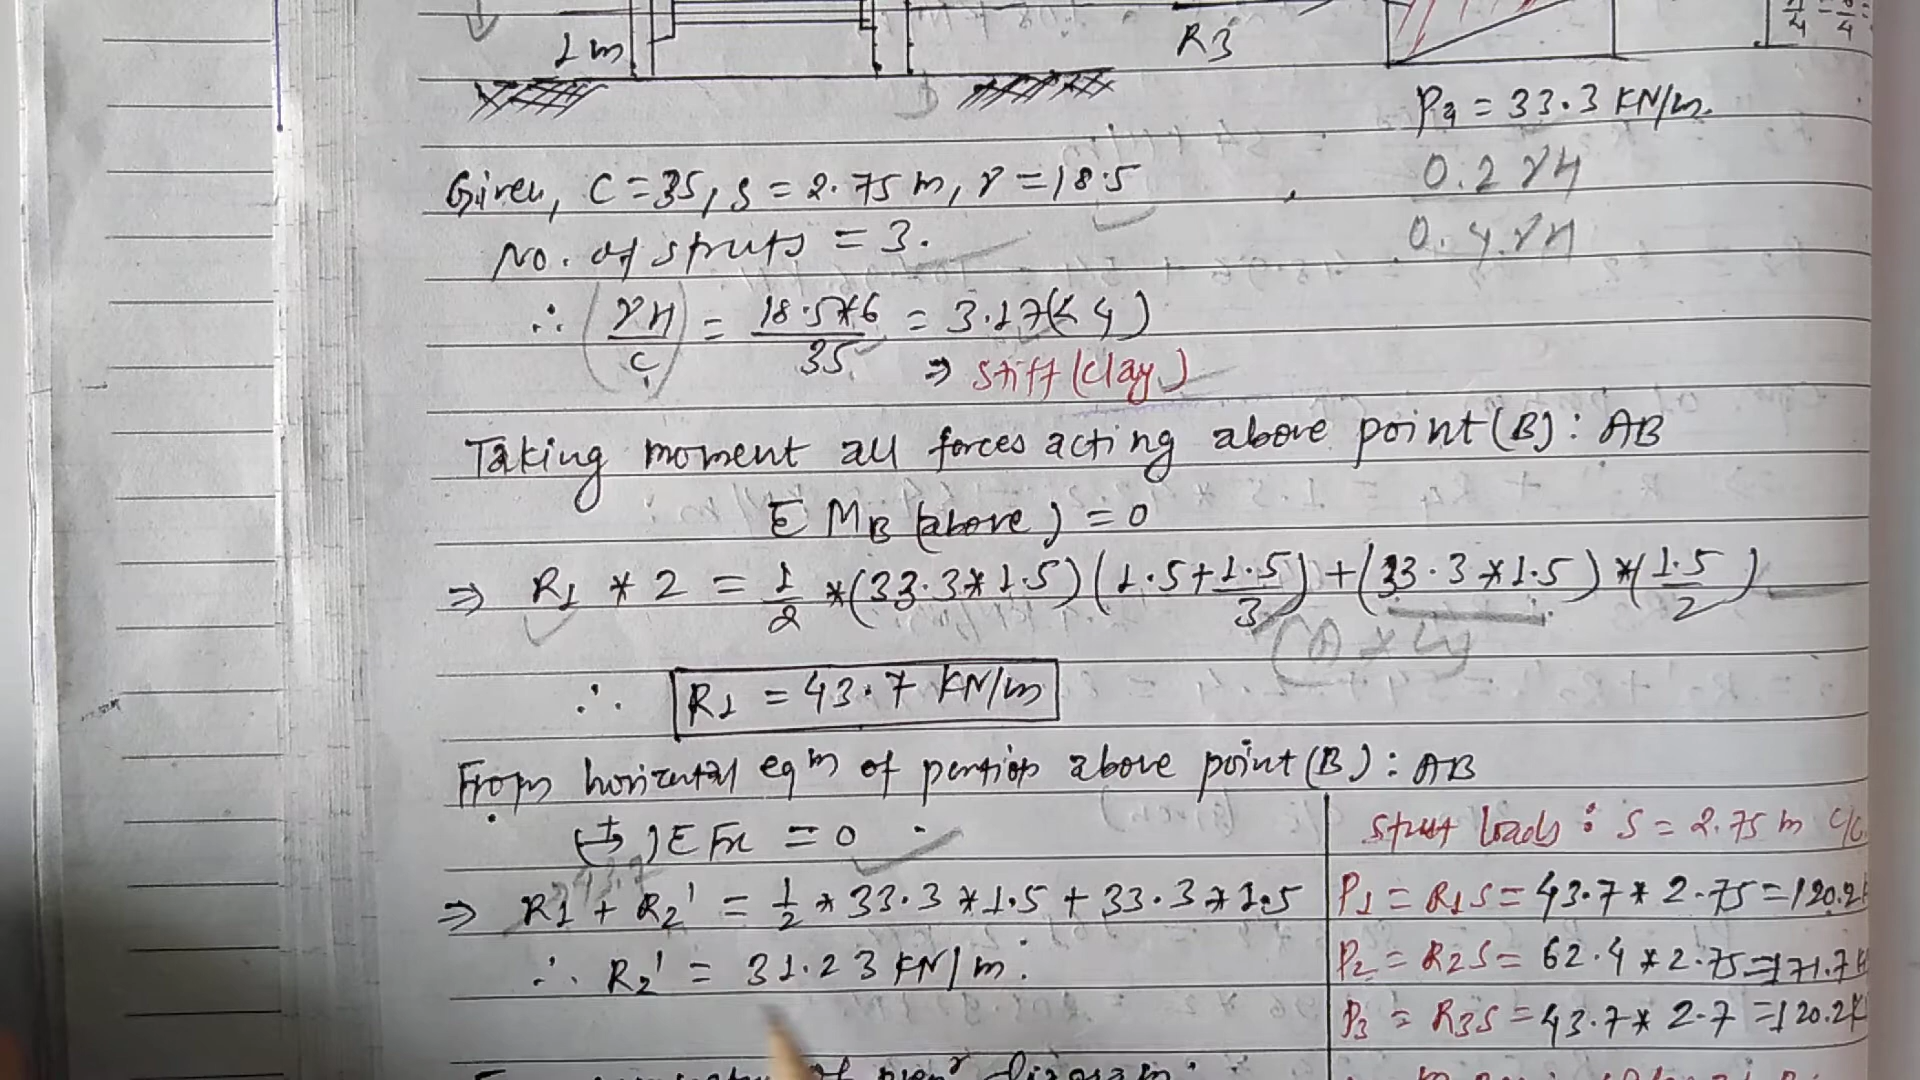 1m
R3
Pa = 33.3 KN/m.
Given, C = 35, S = 2.75 m, γ = 18.5
0.2 γH
No. of struts = 3.
0.4 γH
∴ (γH/C) = 18.5*6/35 = 3.17 (< 4)
⇒ stiff (clay)
Taking moment all forces acting above point (B): AB
Σ MB (above) = 0
⇒ R1 * 2 = 1/2 * (33.3 * 1.5) (1.5 + 1.5/3) + (33.3 * 1.5) * (1.5/2)
∴ R1 = 43.7 KN/m
From horizontal eqm of portion above point (B): AB
Σ Fx = 0
⇒ R1 + R2' = 1/2 * 33.3 * 1.5 + 33.3 * 1.5
∴ R2' = 31.23 KN/m.
Strut loads : S = 2.75 m c/c
P1 = R1S = 43.7 * 2.75 = 120.2
P2 = R2S = 62.4 * 2.75 = 171.7
P3 = R3S = 43.7 * 2.7 = 120.2